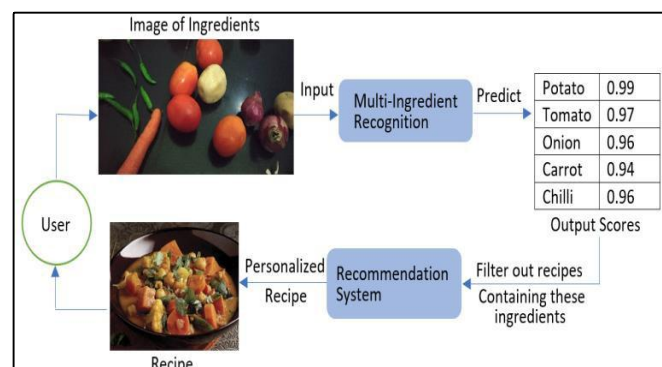 Image of Ingredients
Input
Multi-Ingredient
Recognition
Predict
Potato 0.99
Tomato 0.97
Onion 0.96
Carrot 0.94
Chilli 0.96
Output Scores
User
Personalized
Recipe
Recommendation
System
Filter out recipes
Containing these
ingredients
Recipe